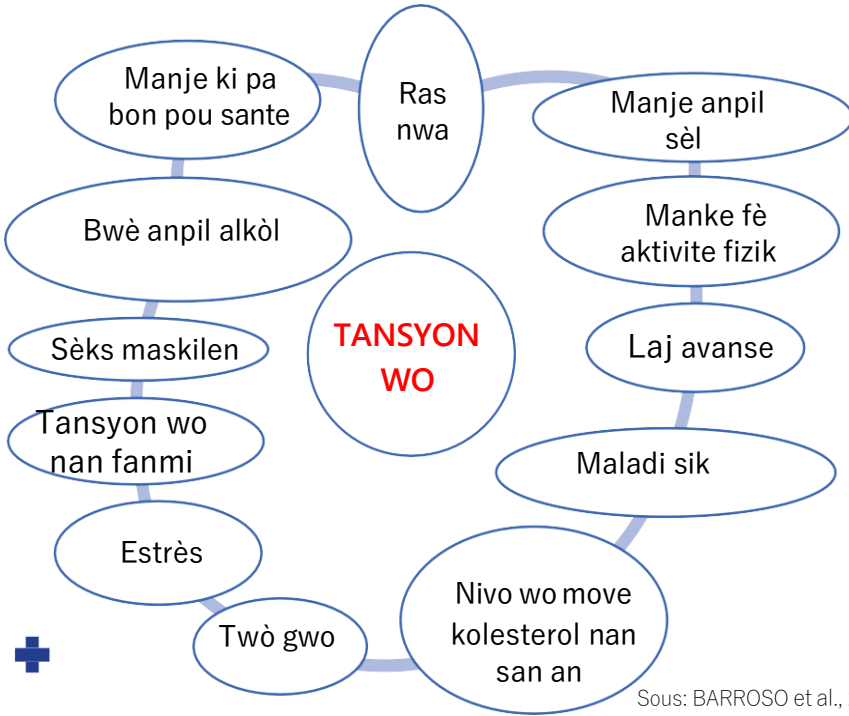 Ras
nwa
Manje anpil
sèl
Manke fè
aktivite fizik
Laj avanse
Maladi sik
Nivo wo move
kolesterol nan
san an
Twò gwo
Estrès
Tansyon wo
nan fanmi
Sèks maskilen
Bwè anpil alkòl
Manje ki pa
bon pou sante
TANSYON
WO
Sous: BARROSO et al.,